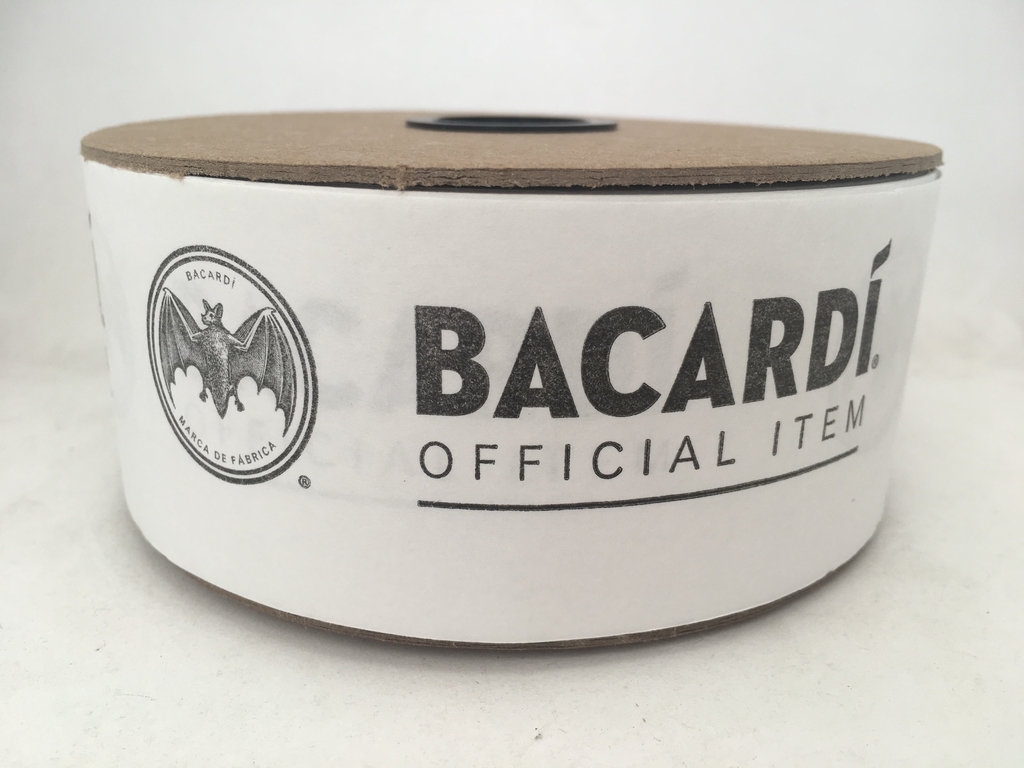 BACARDÍ
MARCA DE FÁBRICA
®
BACARDÍ®
OFFICIAL ITEM